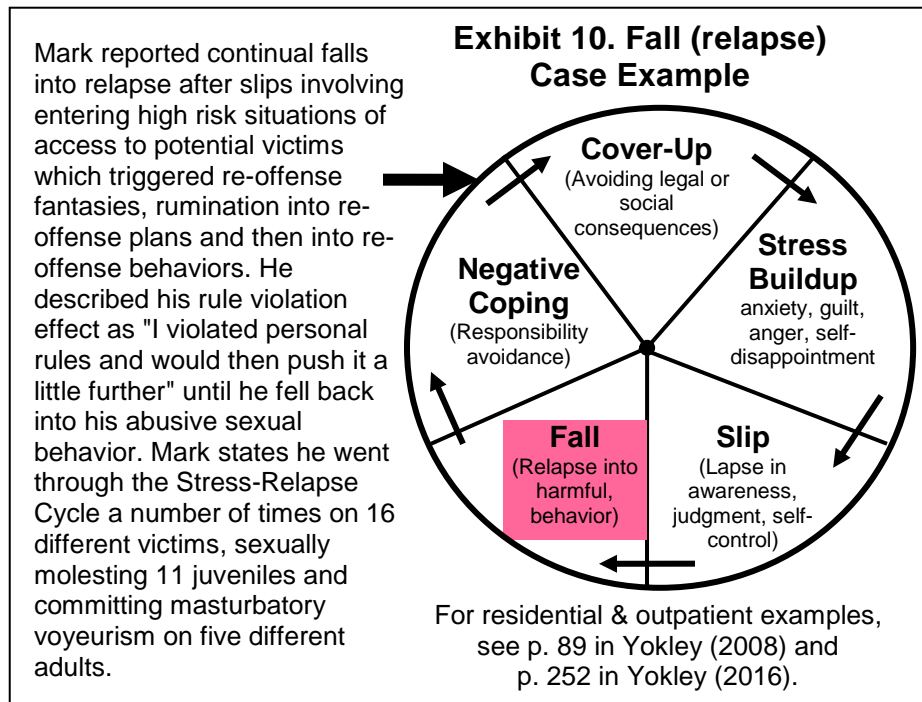 Mark reported continual falls
into relapse after slips involving
entering high risk situations of
access to potential victims
which triggered re-offense
fantasies, rumination into re-
offense plans and then into re-
offense behaviors. He
described his rule violation
effect as "I violated personal
rules and would then push it a
little further" until he fell back
into his abusive sexual
behavior. Mark states he went
through the Stress-Relapse
Cycle a number of times on 16
different victims, sexually
molesting 11 juveniles and
committing masturbatory
voyeurism on five different
adults.
Exhibit 10. Fall (relapse)
Case Example
Cover-Up
(Avoiding legal or
social
consequences)
Stress
Buildup
anxiety, guilt,
anger, self-
disappointment
Slip
(Lapse in
awareness,
judgment, self-
control)
Fall
(Relapse into
harmful,
behavior)
Negative
Coping
(Responsibility
avoidance)
For residential & outpatient examples,
see p. 89 in Yokley (2008) and
p. 252 in Yokley (2016).